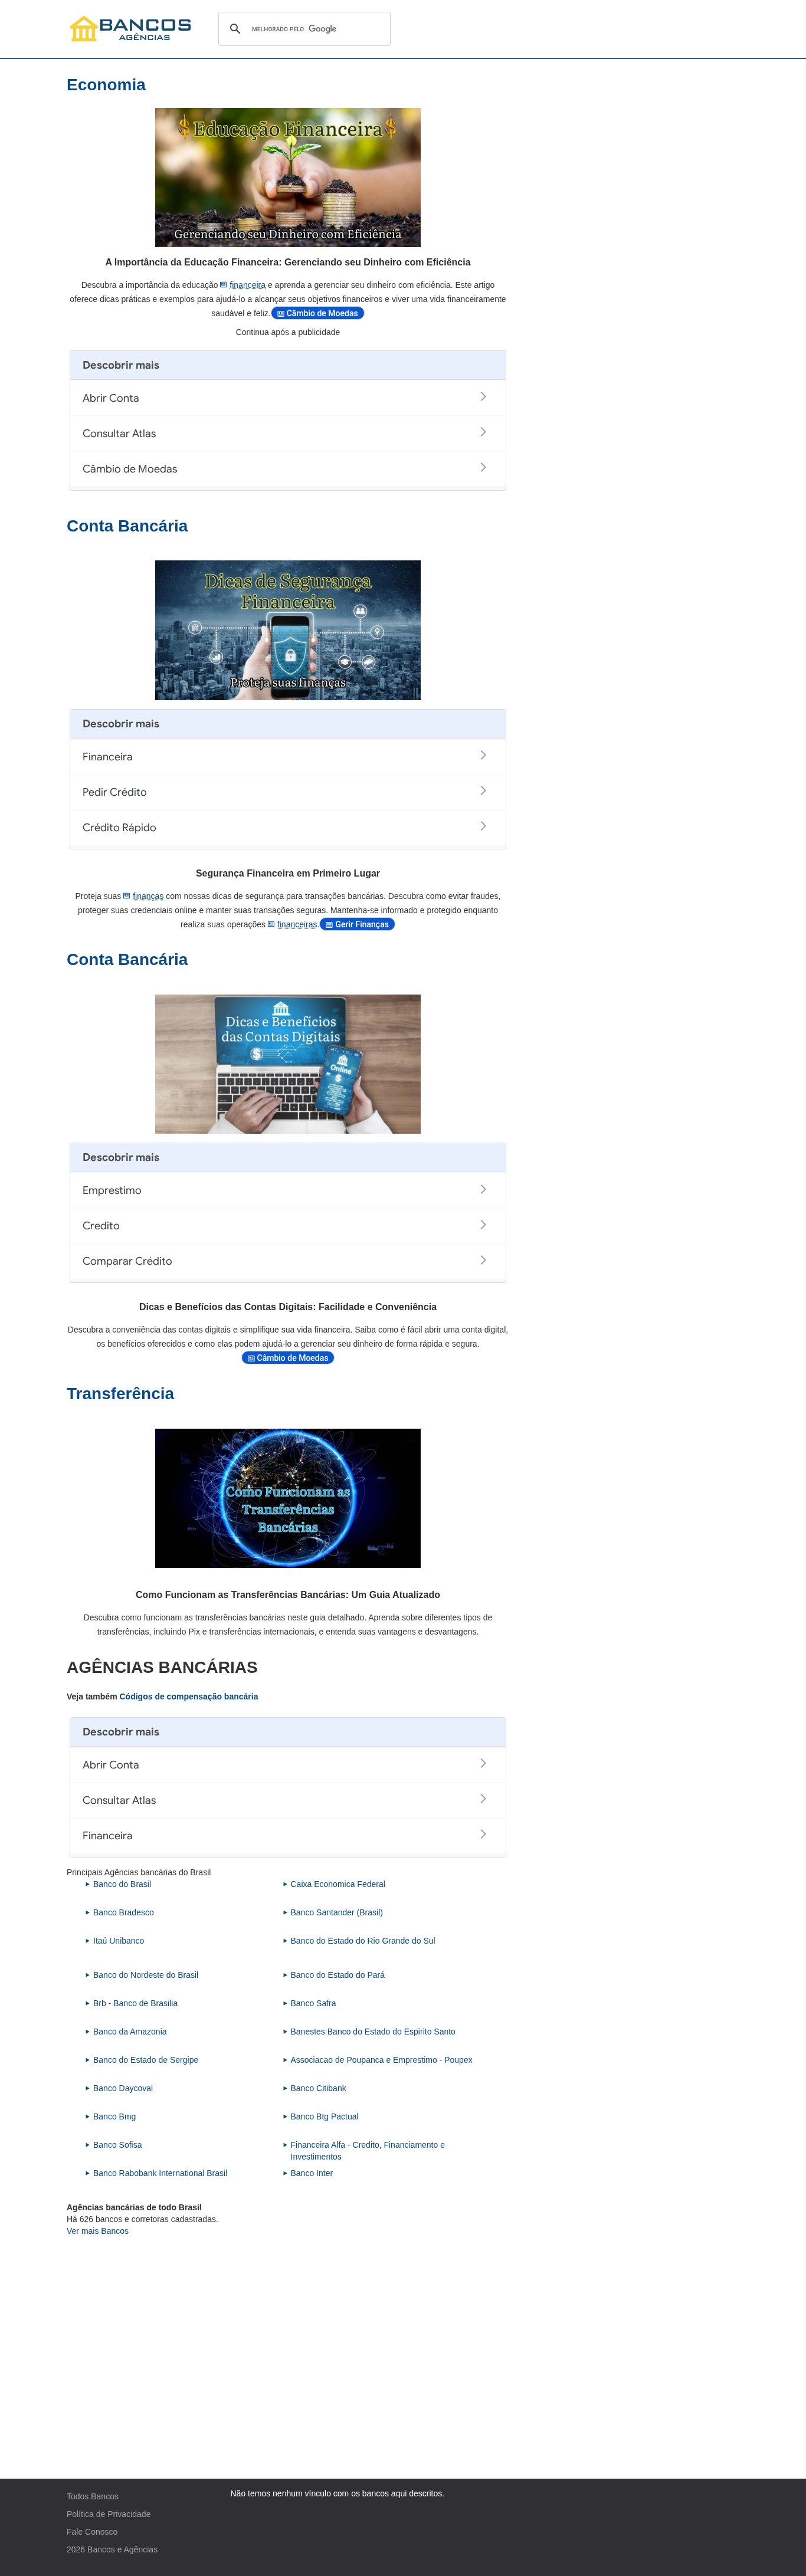 BANCOS
AGÊNCIAS
MELHORADO PELO Google
Economia
$Educação Financeira$
Gerenciando seu Dinheiro com Eficiência
A Importância da Educação Financeira: Gerenciando seu Dinheiro com Eficiência
Descubra a importância da educação financeira e aprenda a gerenciar seu dinheiro com eficiência. Este artigo
oferece dicas práticas e exemplos para ajudá-lo a alcançar seus objetivos financeiros e viver uma vida financeiramente
saudável e feliz. Câmbio de Moedas
Continua após a publicidade
Descobrir mais
Abrir Conta
Consultar Atlas
Câmbio de Moedas
Conta Bancária
Dicas de Segurança
Financeira
Proteja suas finanças
Descobrir mais
Financeira
Pedir Crédito
Crédito Rápido
Segurança Financeira em Primeiro Lugar
Proteja suas finanças com nossas dicas de segurança para transações bancárias. Descubra como evitar fraudes,
proteger suas credenciais online e manter suas transações seguras. Mantenha-se informado e protegido enquanto
realiza suas operações financeiras. Gerir Finanças
Conta Bancária
Dicas e Benefícios
das Contas Digitais
Online
Descobrir mais
Emprestimo
Credito
Comparar Crédito
Dicas e Benefícios das Contas Digitais: Facilidade e Conveniência
Descubra a conveniência das contas digitais e simplifique sua vida financeira. Saiba como é fácil abrir uma conta digital,
os benefícios oferecidos e como elas podem ajudá-lo a gerenciar seu dinheiro de forma rápida e segura.
Câmbio de Moedas
Transferência
Como Funcionam as
Transferências
Bancárias
Como Funcionam as Transferências Bancárias: Um Guia Atualizado
Descubra como funcionam as transferências bancárias neste guia detalhado. Aprenda sobre diferentes tipos de
transferências, incluindo Pix e transferências internacionais, e entenda suas vantagens e desvantagens.
AGÊNCIAS BANCÁRIAS
Veja também Códigos de compensação bancária
Descobrir mais
Abrir Conta
Consultar Atlas
Financeira
Principais Agências bancárias do Brasil
Banco do Brasil
Caixa Economica Federal
Banco Bradesco
Banco Santander (Brasil)
Itaú Unibanco
Banco do Estado do Rio Grande do Sul
Banco do Nordeste do Brasil
Banco do Estado do Pará
Brb - Banco de Brasilia
Banco Safra
Banco da Amazonia
Banestes Banco do Estado do Espirito Santo
Banco do Estado de Sergipe
Associacao de Poupanca e Emprestimo - Poupex
Banco Daycoval
Banco Citibank
Banco Bmg
Banco Btg Pactual
Banco Sofisa
Financeira Alfa - Credito, Financiamento e
Investimentos
Banco Rabobank International Brasil
Banco Inter
Agências bancárias de todo Brasil
Há 626 bancos e corretoras cadastradas.
Ver mais Bancos
Todos Bancos
Não temos nenhum vínculo com os bancos aqui descritos.
Política de Privacidade
Fale Conosco
2026 Bancos e Agências